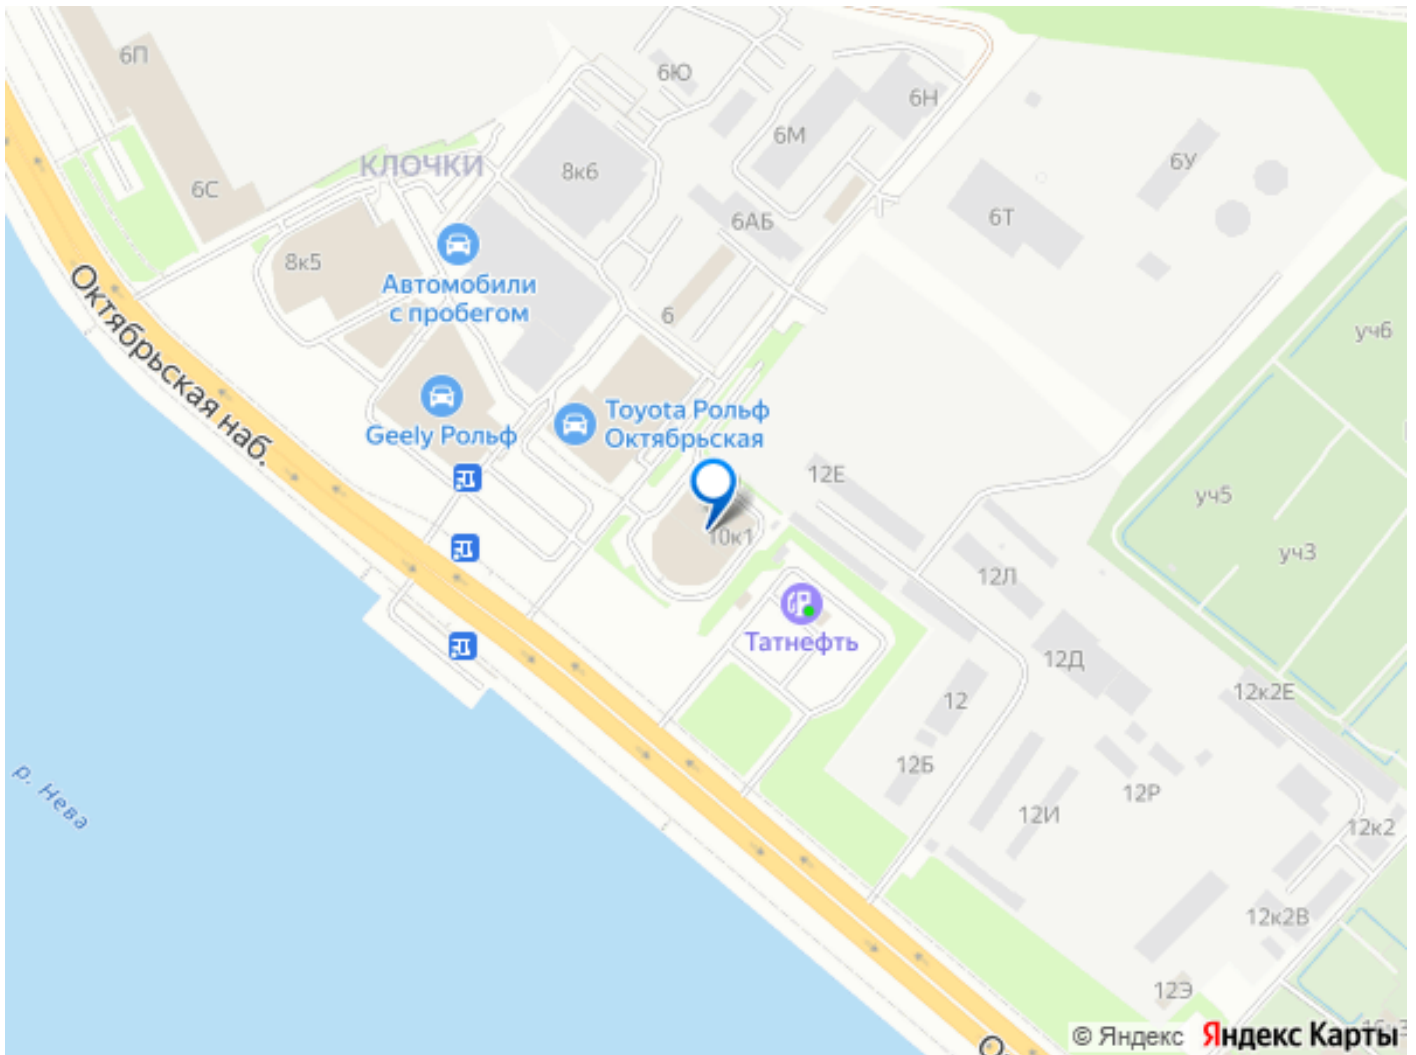 6П
6Ю
6Н
6М
КЛОЧКИ
8к6
6У
6С
6АБ
6Т
8к5
Автомобили
с пробегом
6
уч6
Октябрьская наб.
Toyota Рольф
Октябрьская
Geely Рольф
12Е
уч5
10к1
уч3
12Л
Татнефть
12Д
12к2Е
12
12Б
р. Нева
12Р
12И
12к2
12к2В
12Э
© Яндекс
Яндекс Карты